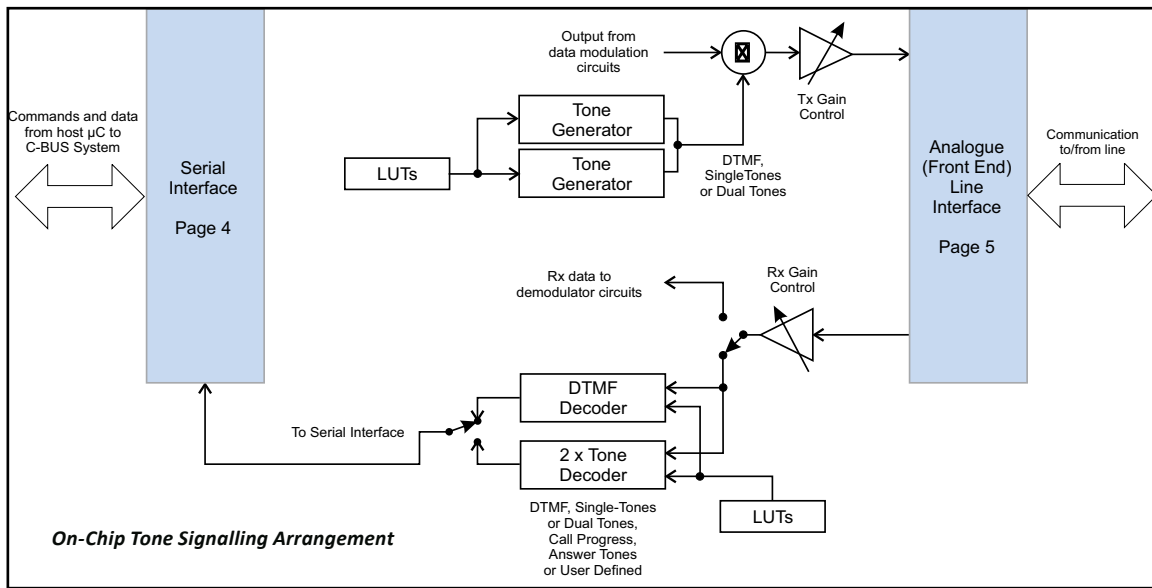 Output from
data modulation
circuits
Tx Gain
Control
Commands and data
from host µC to
C-BUS System
Serial
Interface
Page 4
LUTs
Tone
Generator
Tone
Generator
DTMF,
SingleTones
or Dual Tones
Analogue
(Front End)
Line
Interface
Page 5
Communication
to/from line
Rx data to
demodulator circuits
Rx Gain
Control
To Serial Interface
DTMF
Decoder
2 x Tone
Decoder
DTMF, Single-Tones
or Dual Tones,
Call Progress,
Answer Tones
or User Defined
LUTs
On-Chip Tone Signalling Arrangement